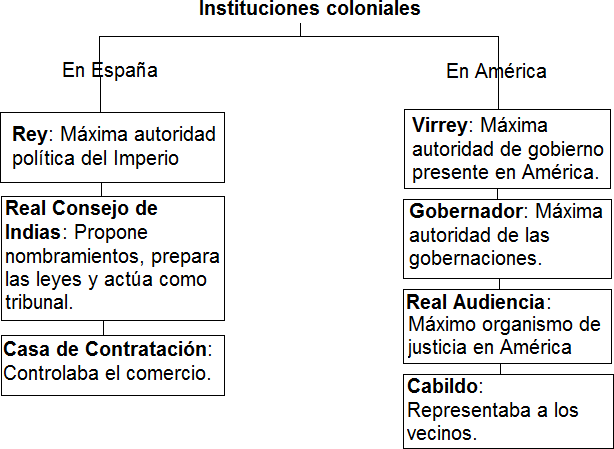 Instituciones coloniales
En España
Rey: Máxima autoridad
política del Imperio
Real Consejo de
Indias: Propone
nombramientos, prepara
las leyes y actúa como
tribunal.
Casa de Contratación:
Controlaba el comercio.
En América
Virrey: Máxima
autoridad de gobierno
presente en América.
Gobernador: Máxima
autoridad de las
gobernaciones.
Real Audiencia:
Máximo organismo de
justicia en América
Cabildo:
Representaba a los
vecinos.